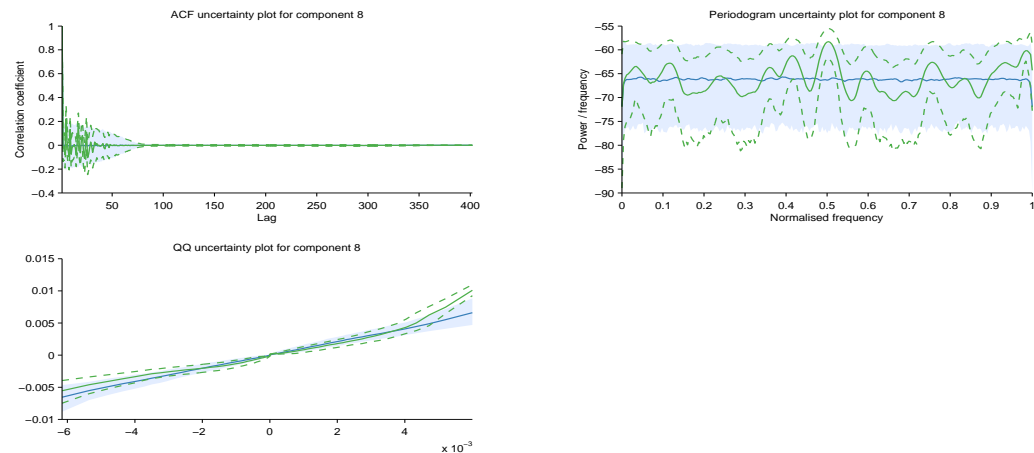 ACF uncertainty plot for component 8
1
0.8
0.6
0.4
0.2
0
−0.2
−0.4
Correlation coefficient
50 100 150 200 250 300 350 400
Lag
Periodogram uncertainty plot for component 8
−55
−60
−65
−70
−75
−80
−85
−90
Power / frequency
0 0.1 0.2 0.3 0.4 0.5 0.6 0.7 0.8 0.9 1
Normalised frequency
QQ uncertainty plot for component 8
0.015
0.01
0.005
0
−0.005
−0.01
−6 −4 −2 0 2 4
x 10⁻³